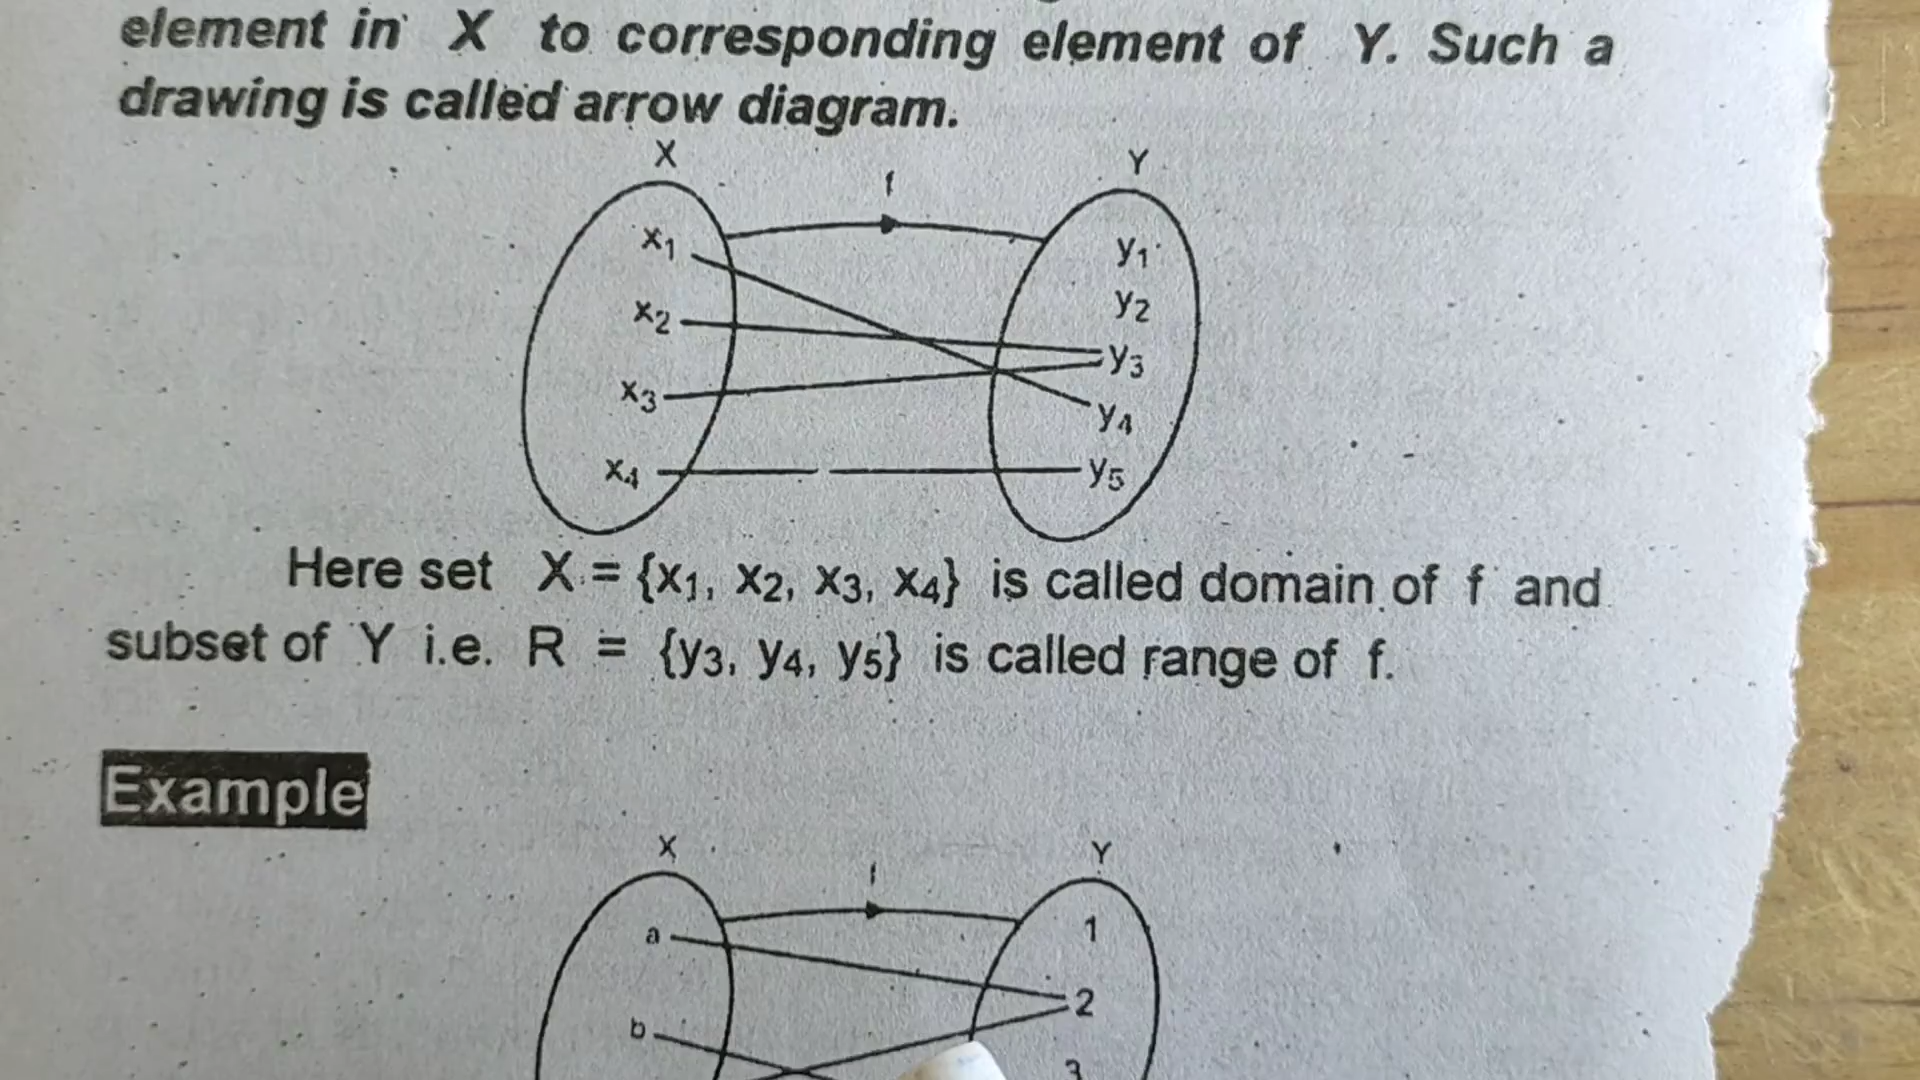 element in X to corresponding element of Y. Such a
drawing is called arrow diagram.
X Y
f
x1 y1
x2 y2
x3 y3
x4 y4
y5
Here set X = {x1, x2, x3, x4} is called domain of f and
subset of Y i.e. R = {y3, y4, y5} is called range of f.
Example
X Y
f
a 1
b 2
3